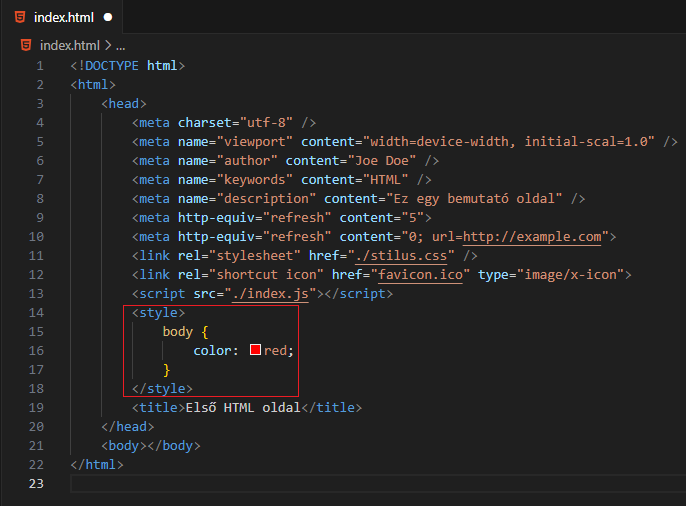 index.html
index.html > ...
1 <!DOCTYPE html>
2 <html>
3 <head>
4 <meta charset="utf-8" />
5 <meta name="viewport" content="width=device-width, initial-scal=1.0" />
6 <meta name="author" content="Joe Doe" />
7 <meta name="keywords" content="HTML" />
8 <meta name="description" content="Ez egy bemutató oldal" />
9 <meta http-equiv="refresh" content="5">
10 <meta http-equiv="refresh" content="0; url=http://example.com">
11 <link rel="stylesheet" href="./stilus.css" />
12 <link rel="shortcut icon" href="favicon.ico" type="image/x-icon">
13 <script src="./index.js"></script>
14 <style>
15 body {
16 color: red;
17 }
18 </style>
19 <title>Első HTML oldal</title>
20 </head>
21 <body></body>
22 </html>
23